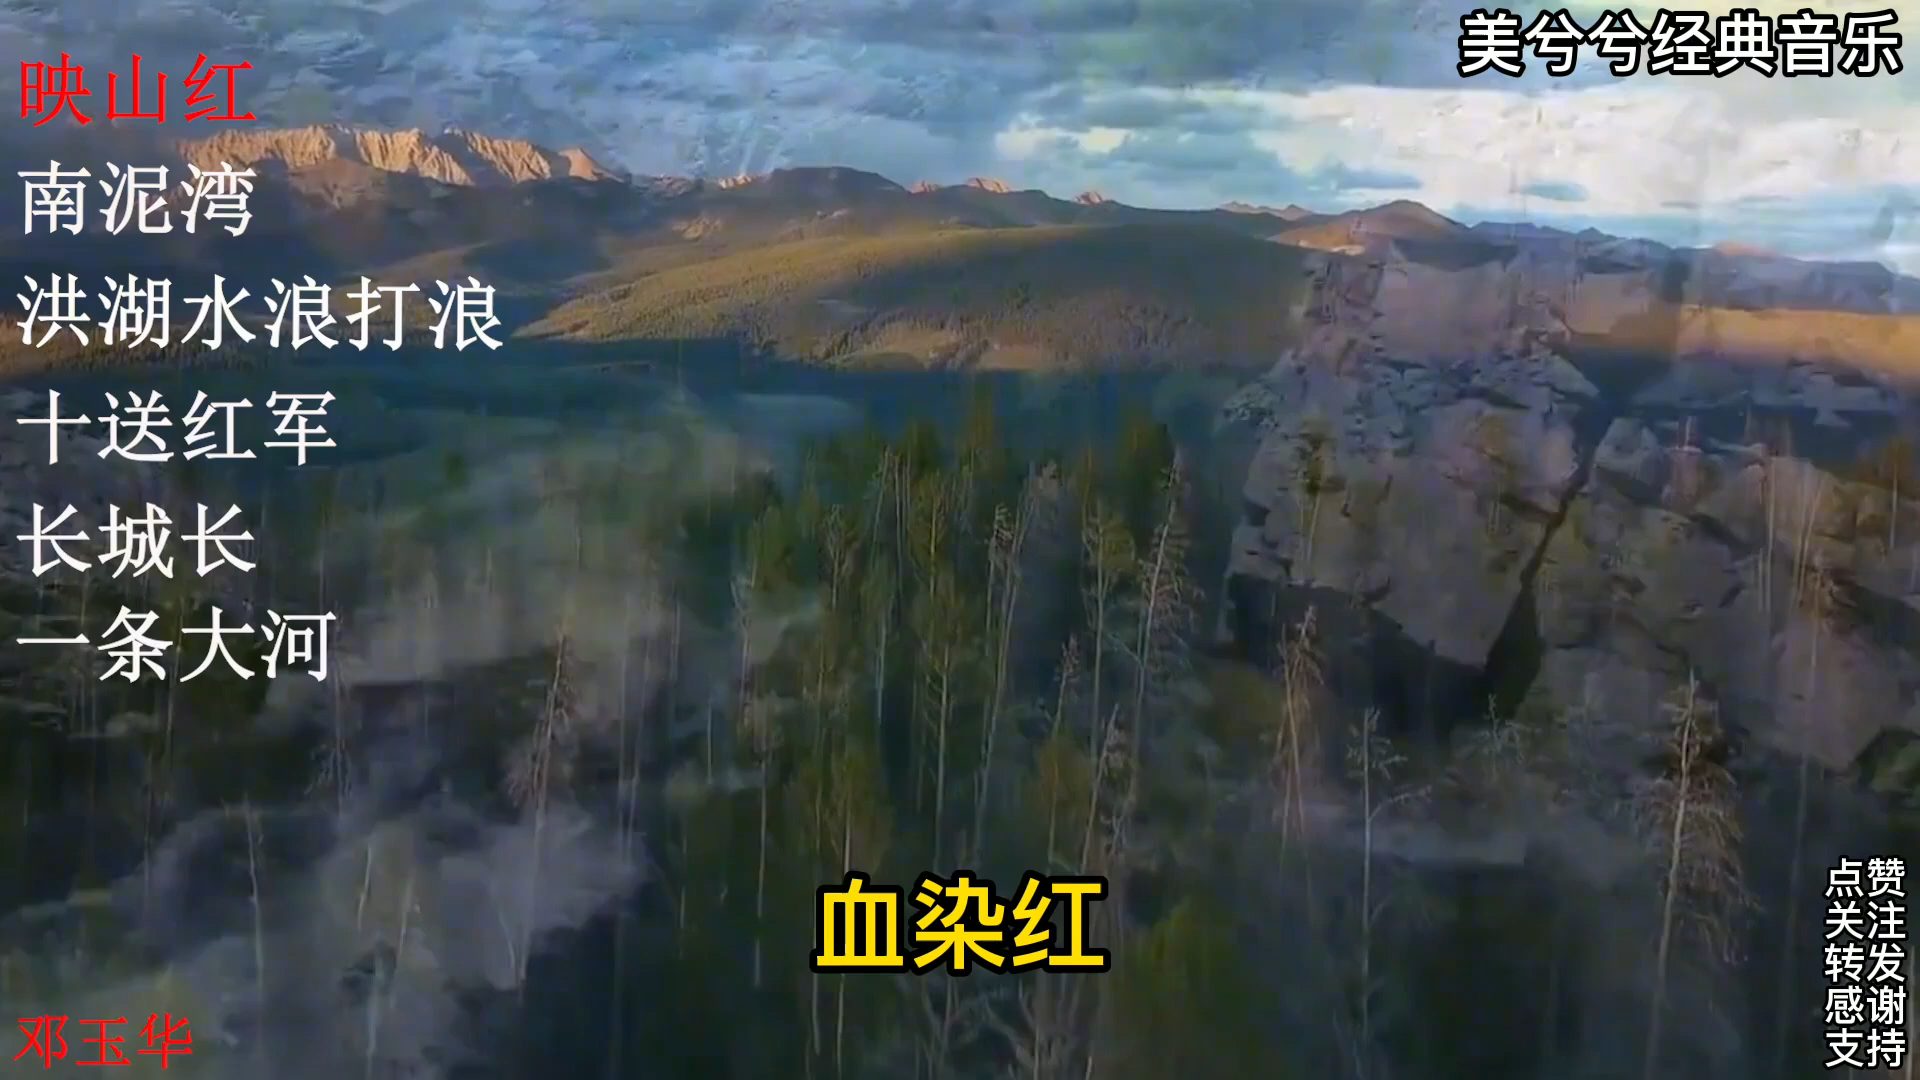 美兮兮经典音乐
映山红
南泥湾
洪湖水浪打浪
十送红军
长城长
一条大河
血染红
邓玉华
点赞
关注
转发
感谢
支持